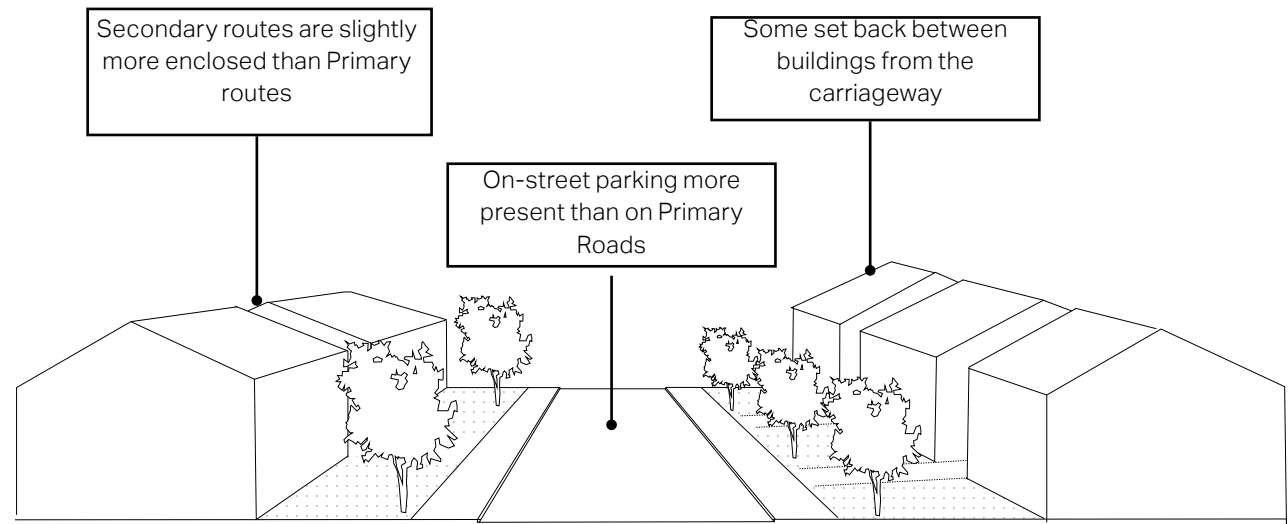 Secondary routes are slightly
more enclosed than Primary
routes
Some set back between
buildings from the
carriageway
On-street parking more
present than on Primary
Roads